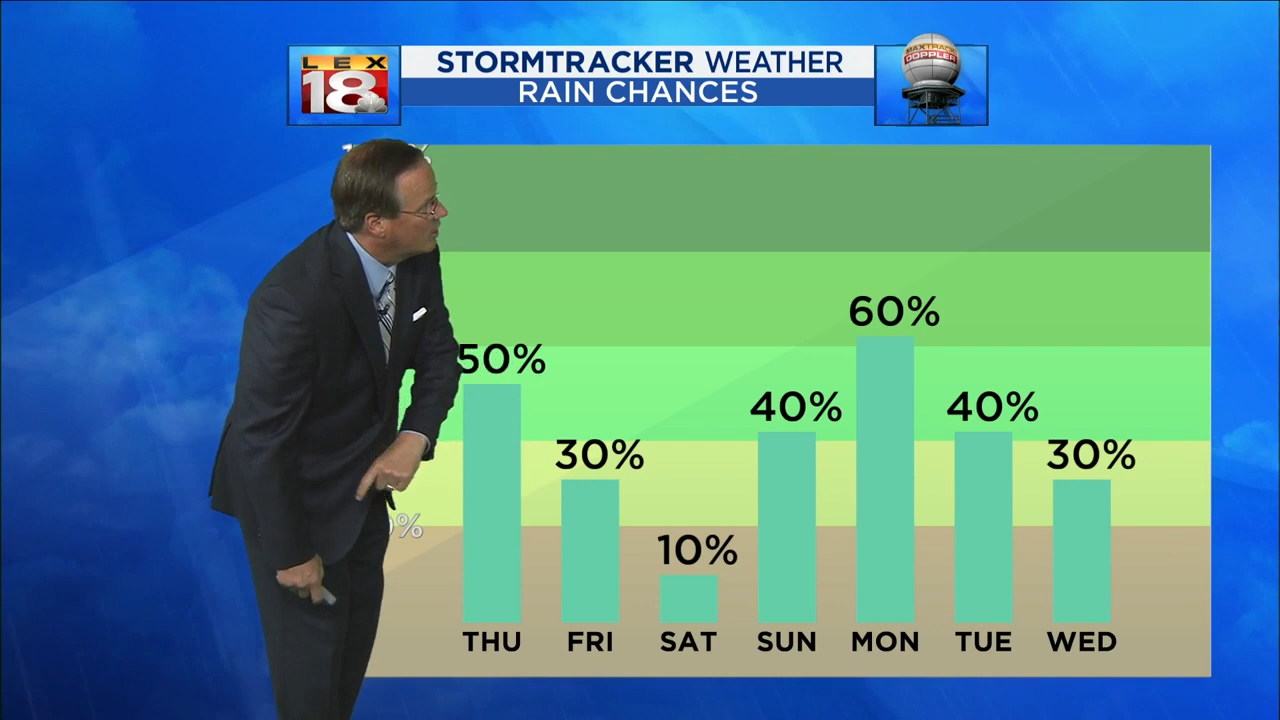 LEX
18
STORMTRACKER WEATHER
RAIN CHANCES
MAXTRACK
DOPPLER
60%
50%
40% 40%
30% 30%
10%
THU FRI SAT SUN MON TUE WED